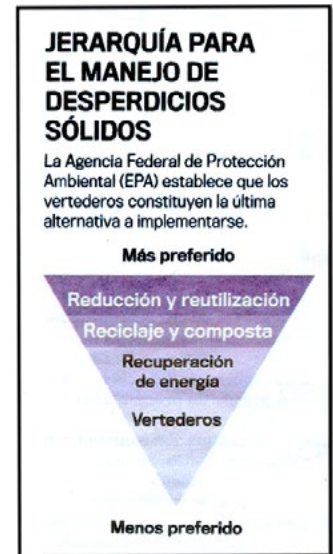 JERARQUÍA PARA
EL MANEJO DE
DESPERDICIOS
SÓLIDOS
La Agencia Federal de Protección
Ambiental (EPA) establece que los
vertederos constituyen la última
alternativa a implementarse.
Más preferido
Reducción y reutilización
Reciclaje y composta
Recuperación
de energía
Vertederos
Menos preferido